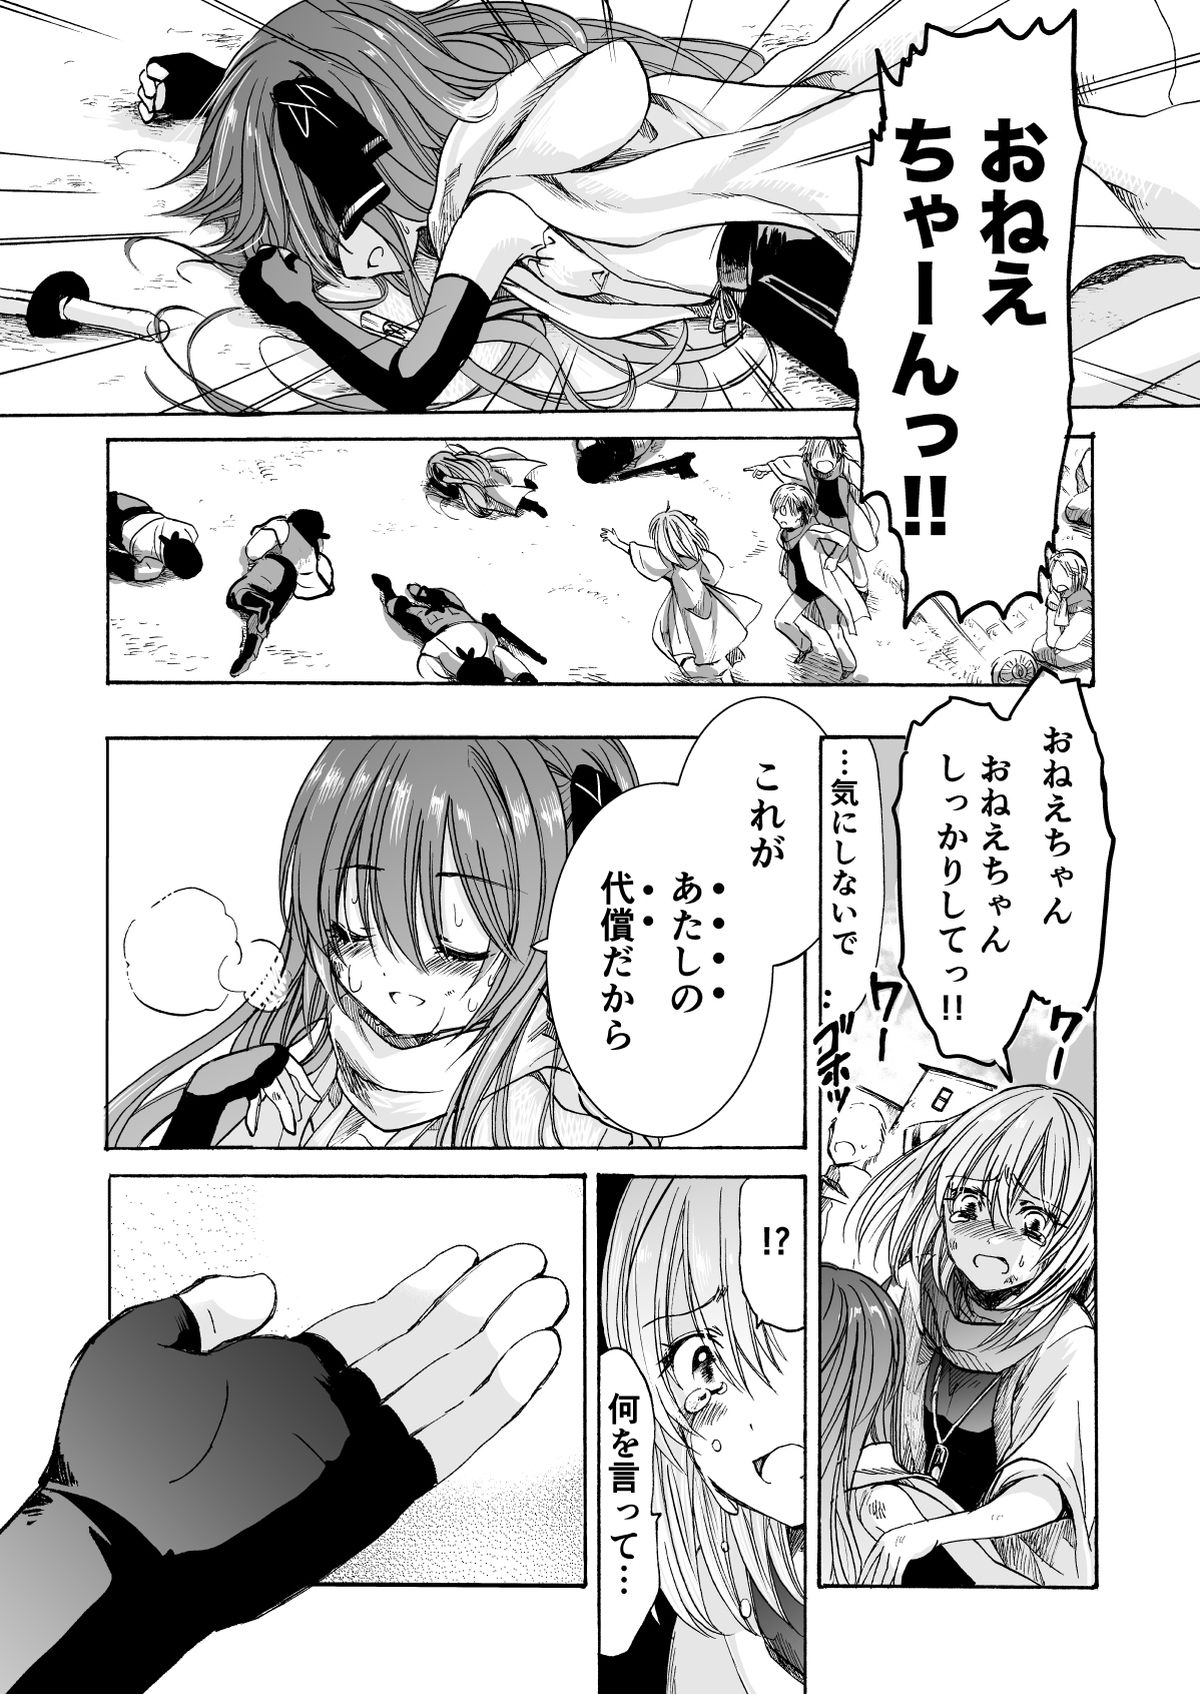 おねえ
ちゃーんっ!!
おねえちゃん
おねえちゃん
しっかりしてっ!!
ワー
ワー
…気にしないで
…ゴホッ
これが
あたしの
代償だから
!?
何を言って…